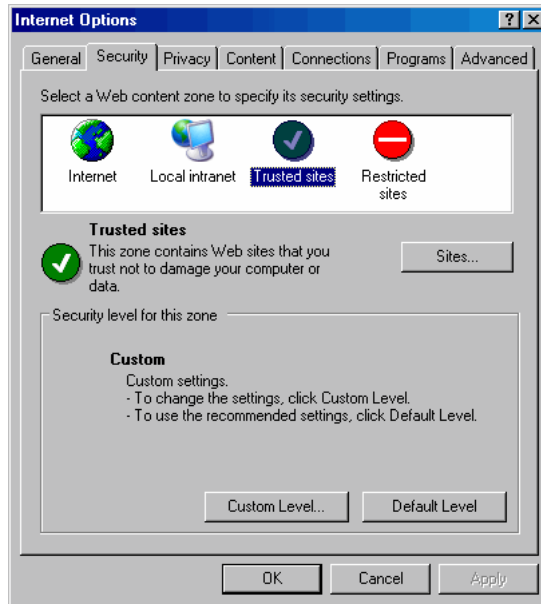 Internet Options
General Security Privacy Content Connections Programs Advanced
Select a Web content zone to specify its security settings.
Internet Local intranet Trusted sites Restricted
sites
Trusted sites
This zone contains Web sites that you
trust not to damage your computer or
data.
Sites...
Security level for this zone
Custom
Custom settings.
- To change the settings, click Custom Level.
- To use the recommended settings, click Default Level.
Custom Level... Default Level
OK Cancel Apply